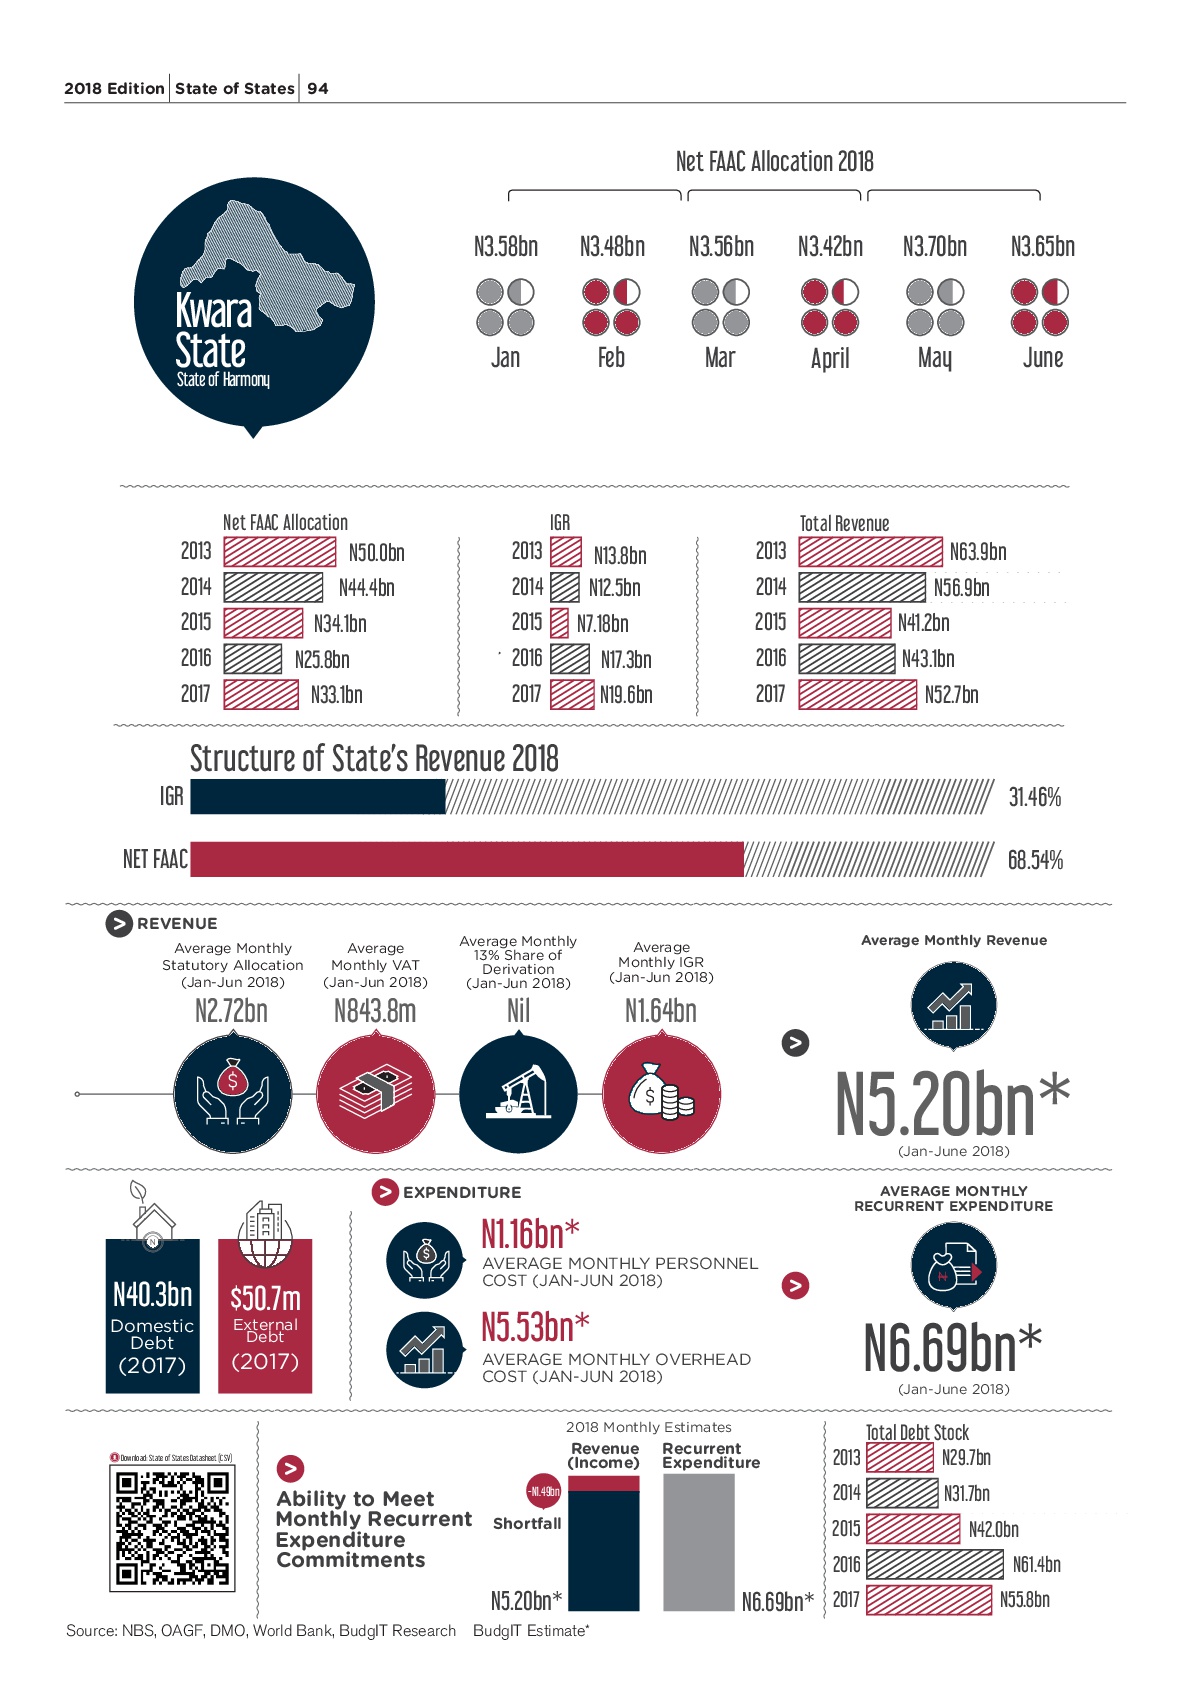 2018 Edition State of States 94
Net FAAC Allocation 2018
N3.58bn N3.48bn N3.56bn N3.42bn N3.70bn N3.65bn
Jan Feb Mar April May June
Kwara
State
State of Harmony
Net FAAC Allocation
2013 N50.0bn
2014 N44.4bn
2015 N34.1bn
2016 N25.8bn
2017 N33.1bn
IGR
2013 N13.8bn
2014 N12.5bn
2015 N7.18bn
2016 N17.3bn
2017 N19.6bn
Total Revenue
2013 N63.9bn
2014 N56.9bn
2015 N41.2bn
2016 N43.1bn
2017 N52.7bn
Structure of State's Revenue 2018
IGR 31.46%
NET FAAC 68.54%
> REVENUE
Average Monthly
Statutory Allocation
(Jan-Jun 2018)
N2.72bn
Average
Monthly VAT
(Jan-Jun 2018)
N843.8m
Average Monthly
13% Share of
Derivation
(Jan-Jun 2018)
Nil
Average
Monthly IGR
(Jan-Jun 2018)
N1.64bn
>
Average Monthly Revenue
N5.20bn*
(Jan-June 2018)
N
N40.3bn
Domestic
Debt
(2017)
$50.7m
External
Debt
(2017)
> EXPENDITURE
N1.16bn*
AVERAGE MONTHLY PERSONNEL
COST (JAN-JUN 2018)
N5.53bn*
AVERAGE MONTHLY OVERHEAD
COST (JAN-JUN 2018)
>
AVERAGE MONTHLY
RECURRENT EXPENDITURE
N6.69bn*
(Jan-June 2018)
Download: State of States Datasheet (CSV)
>
Ability to Meet
Monthly Recurrent
Expenditure
Commitments
2018 Monthly Estimates
Revenue
(Income)
Recurrent
Expenditure
-N1.49bn
Shortfall
N5.20bn*
N6.69bn*
Total Debt Stock
2013 N29.7bn
2014 N31.7bn
2015 N42.0bn
2016 N61.4bn
2017 N55.8bn
Source: NBS, OAGF, DMO, World Bank, BudgIT Research BudgIT Estimate*